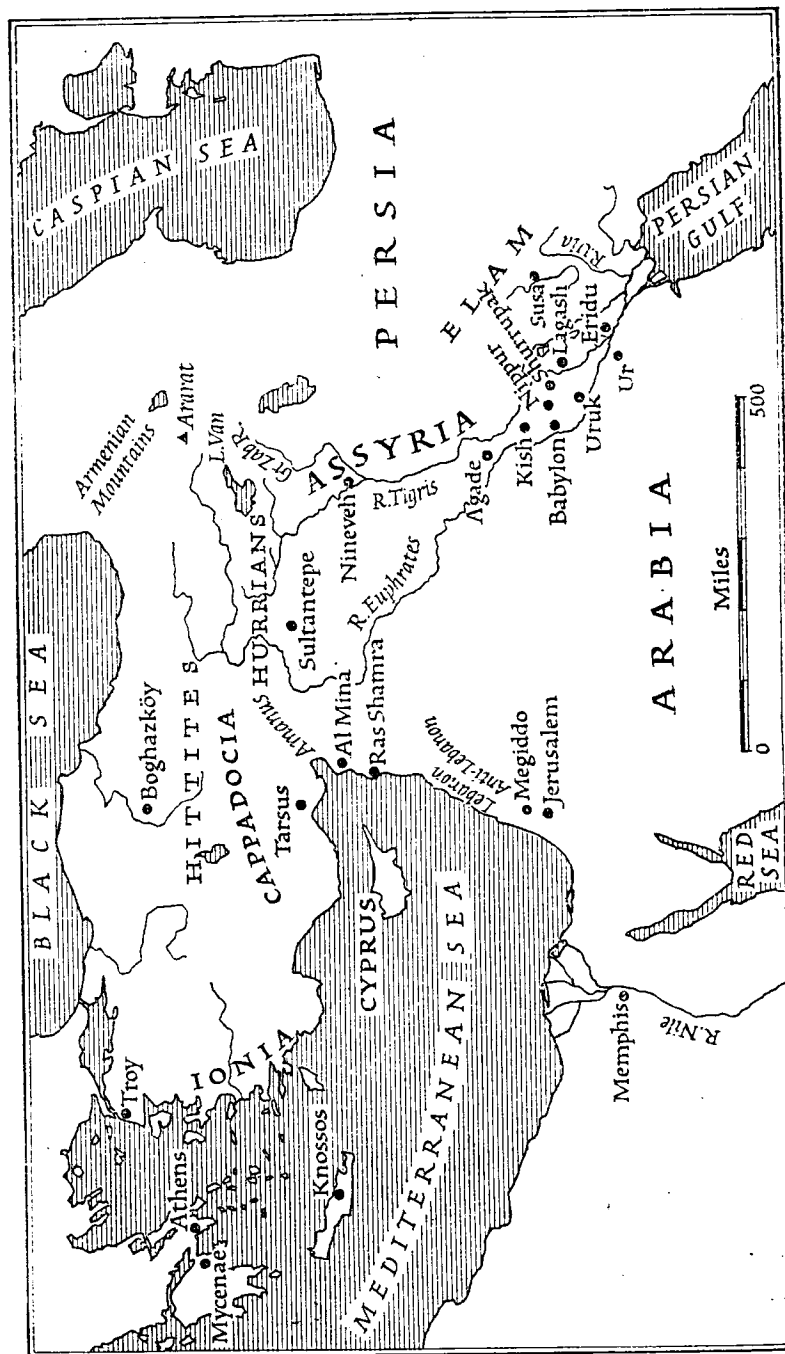 BLACK SEA
CASPIAN SEA
Troy
Athens
Mycenae
IONIA
Knossos
Boghazköy
HITTITES
CAPPADOCIA
Tarsus
CYPRUS
MEDITERRANEAN SEA
Armenian
Mountains
Ararat
L.Van
Gt Zab R.
HURRIANS
Amanus
Sultantepe
Al Mina
Ras Shamra
Nineveh
ASSYRIA
R.Tigris
R.Euphrates
PERSIA
Lebanon
Anti-Lebanon
Megiddo
Jerusalem
Agade
Kish
Babylon
Nippur
Shurrupak
ELAM
Susa
Lagash
Eridu
Uruk
Ur
PERSIAN
GULF
ARABIA
Memphis
R.Nile
RED
SEA
Miles
0
500